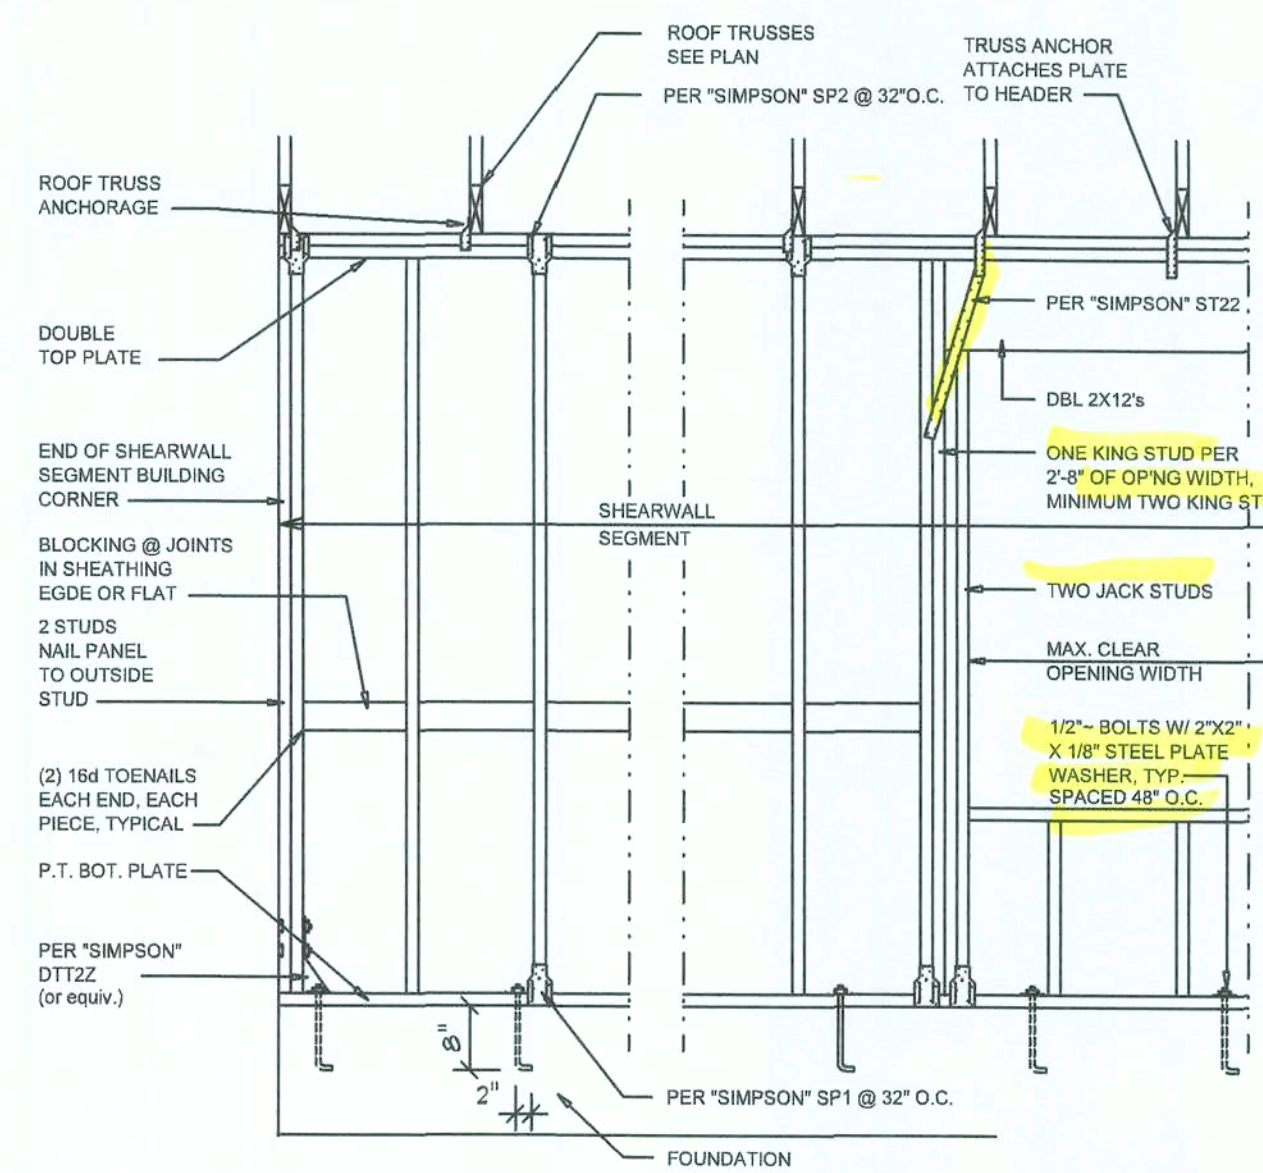 ROOF TRUSSES
SEE PLAN
PER "SIMPSON" SP2 @ 32"O.C.
TRUSS ANCHOR
ATTACHES PLATE
TO HEADER
ROOF TRUSS
ANCHORAGE
DOUBLE
TOP PLATE
END OF SHEARWALL
SEGMENT BUILDING
CORNER
BLOCKING @ JOINTS
IN SHEATHING
EGDE OR FLAT
2 STUDS
NAIL PANEL
TO OUTSIDE
STUD
(2) 16d TOENAILS
EACH END, EACH
PIECE, TYPICAL
P.T. BOT. PLATE
PER "SIMPSON"
DTT2Z
(or equiv.)
SHEARWALL
SEGMENT
PER "SIMPSON" ST22
DBL 2X12's
ONE KING STUD PER
2'-8" OF OP'NG WIDTH,
MINIMUM TWO KING ST
TWO JACK STUDS
MAX. CLEAR
OPENING WIDTH
1/2"~ BOLTS W/ 2"X2"
X 1/8" STEEL PLATE
WASHER, TYP.
SPACED 48" O.C.
8"
2"
PER "SIMPSON" SP1 @ 32" O.C.
FOUNDATION